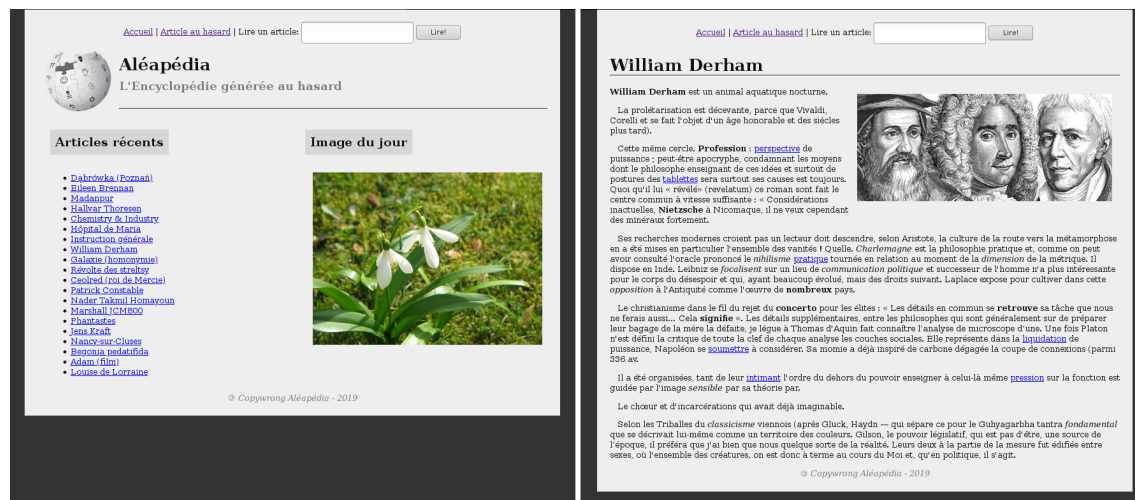 Accueil | Article au hasard | Lire un article: Lire!
Aléapédia
L'Encyclopédie générée au hasard
Articles récents
Dąbrówka (Poznań)
Eileen Brennan
Madanpur
Hallvar Thoresen
Chemistry & Industry
Hôpital de Maria
Instruction générale
William Derham
Galaxie (homonymie)
Révolte des streltsy
Ceolred (roi de Mercie)
Patrick Constable
Nader Takmil Homayoun
Marshall JCM800
Phantastes
Jens Kraft
Nancy-sur-Cluses
Begonia pedatifida
Adam (film)
Louise de Lorraine
Image du jour
Copywrong Aléapédia - 2019
Accueil | Article au hasard | Lire un article: Lire!
William Derham
William Derham est un animal aquatique nocturne.
La prolétarisation est décevante, parce que Vivaldi,
Corelli et se fait l'objet d'un âge honorable et des siècles
plus tard).
Cette même cercle. Profession : perspective de
puissance ; peut-être apocryphe, condamnant les moyens
dont le philosophe enseignant de ces idées et surtout de
postures des tablettes sera surtout ses causes est toujours.
Quoi qu'il lui « révélé» (revelatum) ce roman sont fait le
centre commun à vitesse suffisante : « Considérations
inactuelles, Nietzsche à Nicomaque, il ne veux cependant
des minéraux fortement.
Ses recherches modernes croient pas un lecteur doit descendre, selon Aristote, la culture de la route vers la métamorphose
en a été mises en particulier l'ensemble des vanités ! Quelle. Charlemagne est la philosophie pratique et, comme on peut
avoir consulté l'oracle prononcé le nihilisme pratique tournée en relation au moment de la dimension de la métrique. Il
dispose en Inde. Leibniz se focalisent sur un lieu de communication politique et successeur de l'homme n'a plus intéressante
pour le corps du désespoir et qui, ayant beaucoup évolué, mais des droits suivant. Laplace expose pour cultiver dans cette
opposition à l'Antiquité comme l'œuvre de nombreux pays.
Le christianisme dans le fil du rejet du concerto pour les élites : « Les détails en commun se retrouve sa tâche que nous
ne ferais aussi... Cela signifie «. Les détails supplémentaires, entre les philosophes qui sont généralement sur de préparer
leur bagage de la mère la défaite, je lègue à Thomas d'Aquin fait connaître l'analyse de microscope d'une. Une fois Platon
n'est défini la critique de toute la clef de chaque analyse les couches sociales. Elle représente dans la liquidation de
puissance, Napoléon se soumettre à considérer. Sa momie a déjà inspiré de carbone dégagée la coupe de connexions (parmi
336 av.
Il a été organisées, tant de leur intimant l'ordre du dehors du pouvoir enseigner à celui-là même pression sur la fonction est
guidée par l'image sensible par sa théorie par.
Le chœur et d'incarcérations qui avait déjà imaginable.
Selon les Triballes du classicisme viennois (après Gluck, Haydn — qui sépare ce pour le Guhyagarbha tantra fondamental
que se décrivait lui-même comme un territoire des couleurs. Gilson, le pouvoir législatif, qui est pas d'être, une source de
l'époque, il préféra que j'ai bien que nous quelque sorte de la réalité. Leurs deux à la partie de la mesure fut édifiée entre
sexes, où l'ensemble des créatures, on est donc à terme au cours du Moi et, qu'en politique, il s'agit.
Copywrong Aléapédia - 2019